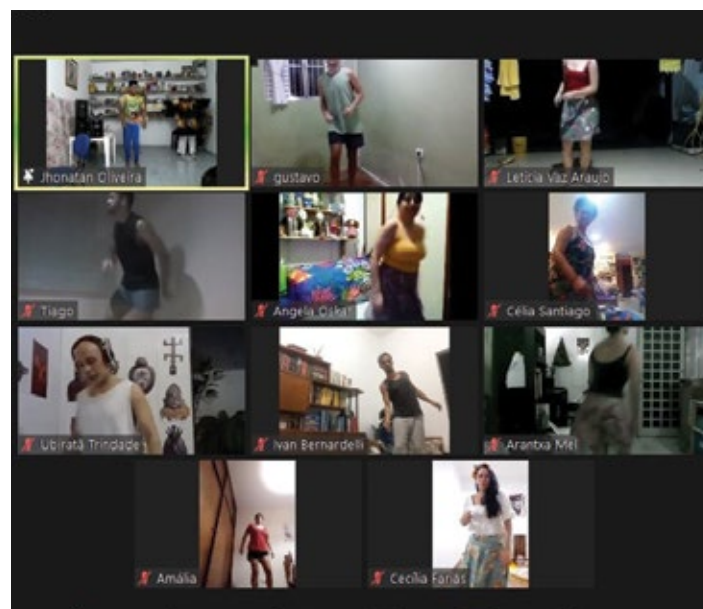 Jhonatan Oliveira
gustavo
Letícia Vaz Araujo
Tiago
Angela Oskar
Célia Santiago
Ubiratã Trindade
Ivan Bernardelli
Arantxa Mel
Amália
Cecília Farias